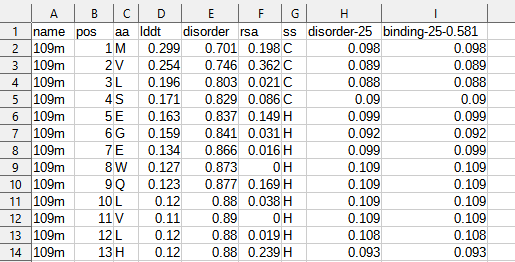 A B C D E F G H I
1 name pos aa lddt disorder rsa ss disorder-25 binding-25-0.581
2 109m 1 M 0.299 0.701 0.198 C 0.098 0.098
3 109m 2 V 0.254 0.746 0.362 C 0.089 0.089
4 109m 3 L 0.196 0.803 0.021 C 0.088 0.088
5 109m 4 S 0.171 0.829 0.086 C 0.09 0.09
6 109m 5 E 0.163 0.837 0.149 H 0.099 0.099
7 109m 6 G 0.159 0.841 0.031 H 0.092 0.092
8 109m 7 E 0.134 0.866 0.016 H 0.099 0.099
9 109m 8 W 0.127 0.873 0 H 0.109 0.109
10 109m 9 Q 0.123 0.877 0.169 H 0.109 0.109
11 109m 10 L 0.12 0.88 0.038 H 0.109 0.109
12 109m 11 V 0.11 0.89 0 H 0.109 0.109
13 109m 12 L 0.12 0.88 0.019 H 0.108 0.108
14 109m 13 H 0.12 0.88 0.239 H 0.093 0.093